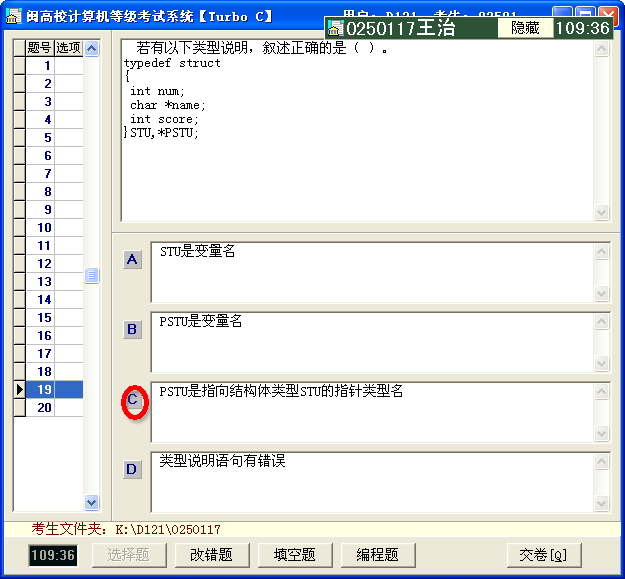 闽高校计算机等级考试系统【Turbo C】
0250117王治
隐藏
109:36
题号 选项
1
2
3
4
5
6
7
8
9
10
11
12
13
14
15
16
17
18
19
20
若有以下类型说明，叙述正确的是（ ）。
typedef struct
{
int num;
char *name;
int score;
}STU,*PSTU;
A
STU是变量名
B
PSTU是变量名
C
PSTU是指向结构体类型STU的指针类型名
D
类型说明语句有错误
考生文件夹：K:\D121\0250117
109:36
选择题
改错题
填空题
编程题
交卷[Q]